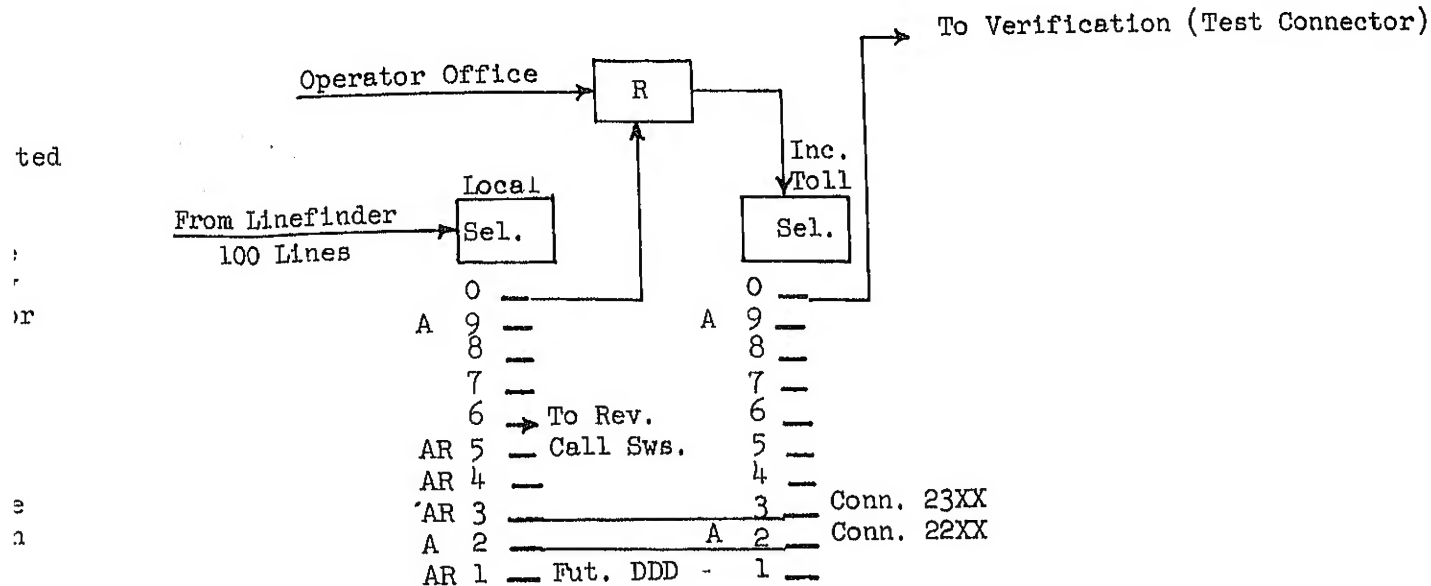 To Verification (Test Connector)
Operator Office
R
ted
Inc.
Toll
Local
From Linefinder
100 Lines
Sel.
Sel.
or
0
A 9
8
7
6 To Rev.
AR 5 Call Sws.
AR 4
AR 3
A 2
AR 1 Fut. DDD -
0
A 9
8
7
6
5
4
3 Conn. 23XX
A 2 Conn. 22XX
1